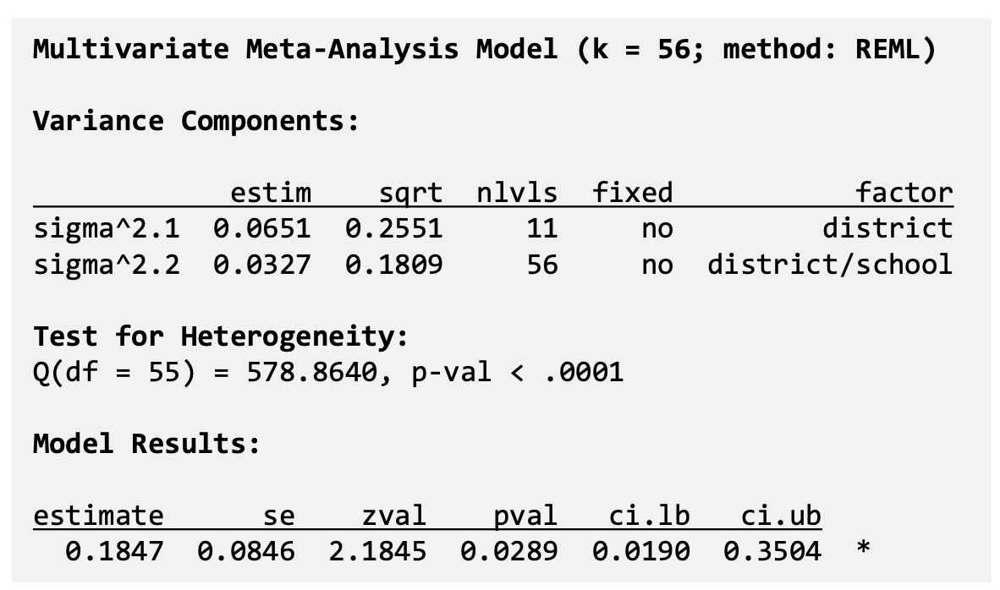 Multivariate Meta-Analysis Model (k = 56; method: REML)
Variance Components:
estim sqrt nlvls fixed factor
sigma^2.1 0.0651 0.2551 11 no district
sigma^2.2 0.0327 0.1809 56 no district/school
Test for Heterogeneity:
Q(df = 55) = 578.8640, p-val < .0001
Model Results:
estimate se zval pval ci.lb ci.ub
0.1847 0.0846 2.1845 0.0289 0.0190 0.3504 *